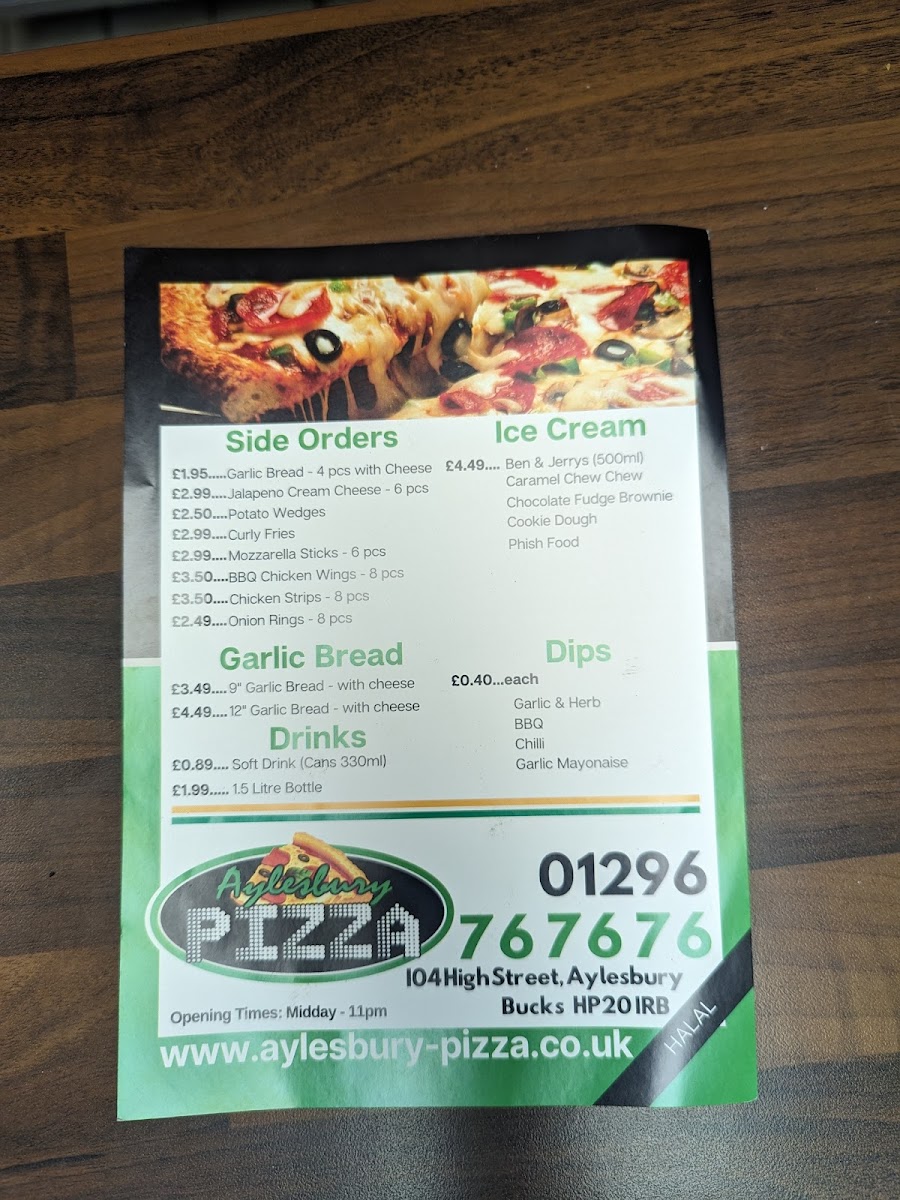 Side Orders
£1.95.....Garlic Bread - 4 pcs with Cheese
£2.99....Jalapeno Cream Cheese - 6 pcs
£2.50....Potato Wedges
£2.99....Curly Fries
£2.99....Mozzarella Sticks - 6 pcs
£3.50....BBQ Chicken Wings - 8 pcs
£3.50....Chicken Strips - 8 pcs
£2.49....Onion Rings - 8 pcs
Ice Cream
£4.49.... Ben & Jerrys (500ml)
Caramel Chew Chew
Chocolate Fudge Brownie
Cookie Dough
Phish Food
Garlic Bread
£3.49....9" Garlic Bread - with cheese
£4.49....12" Garlic Bread - with cheese
Drinks
£0.89.... Soft Drink (Cans 330ml)
£1.99..... 1.5 Litre Bottle
Dips
£0.40...each
Garlic & Herb
BBQ
Chilli
Garlic Mayonaise
Aylesbury
PIZZA
01296
767676
104 High Street, Aylesbury
Bucks HP20 1RB
Opening Times: Midday - 11pm
www.aylesbury-pizza.co.uk
HALAL